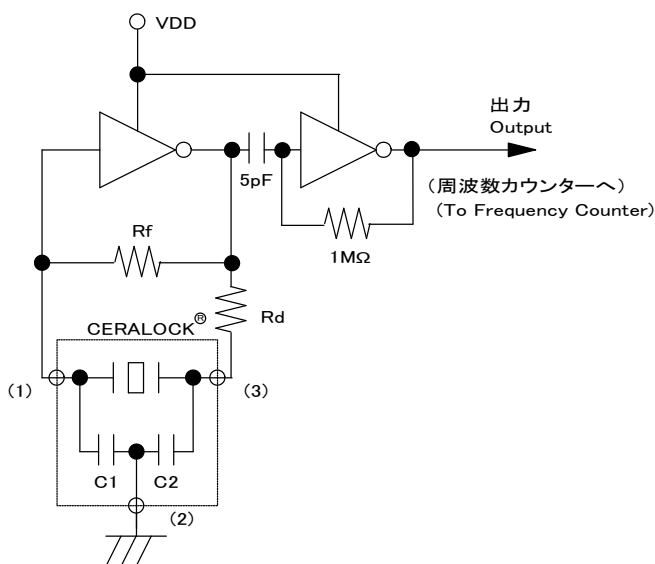 VDD
出力
Output
5pF
(周波数カウンターへ)
(To Frequency Counter)
Rf
1MΩ
CERALOCK®
Rd
(1)
(3)
C1
C2
(2)